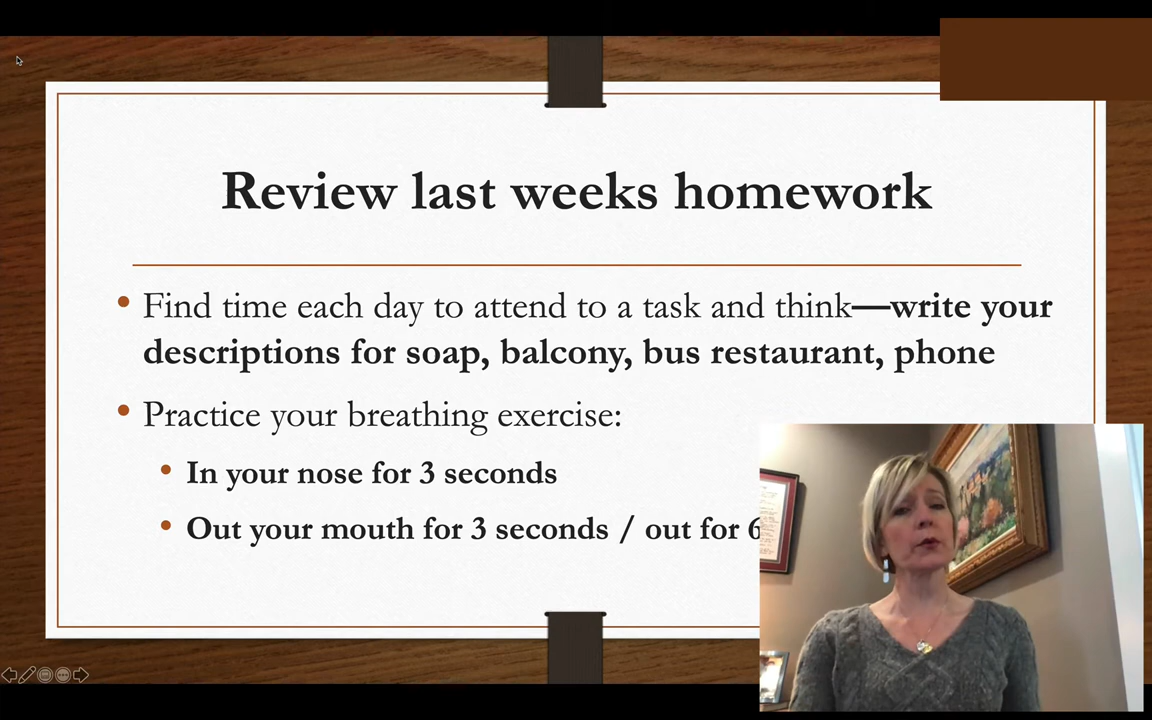 Review last weeks homework
• Find time each day to attend to a task and think—write your
descriptions for soap, balcony, bus restaurant, phone
• Practice your breathing exercise:
• In your nose for 3 seconds
• Out your mouth for 3 seconds / out for 6